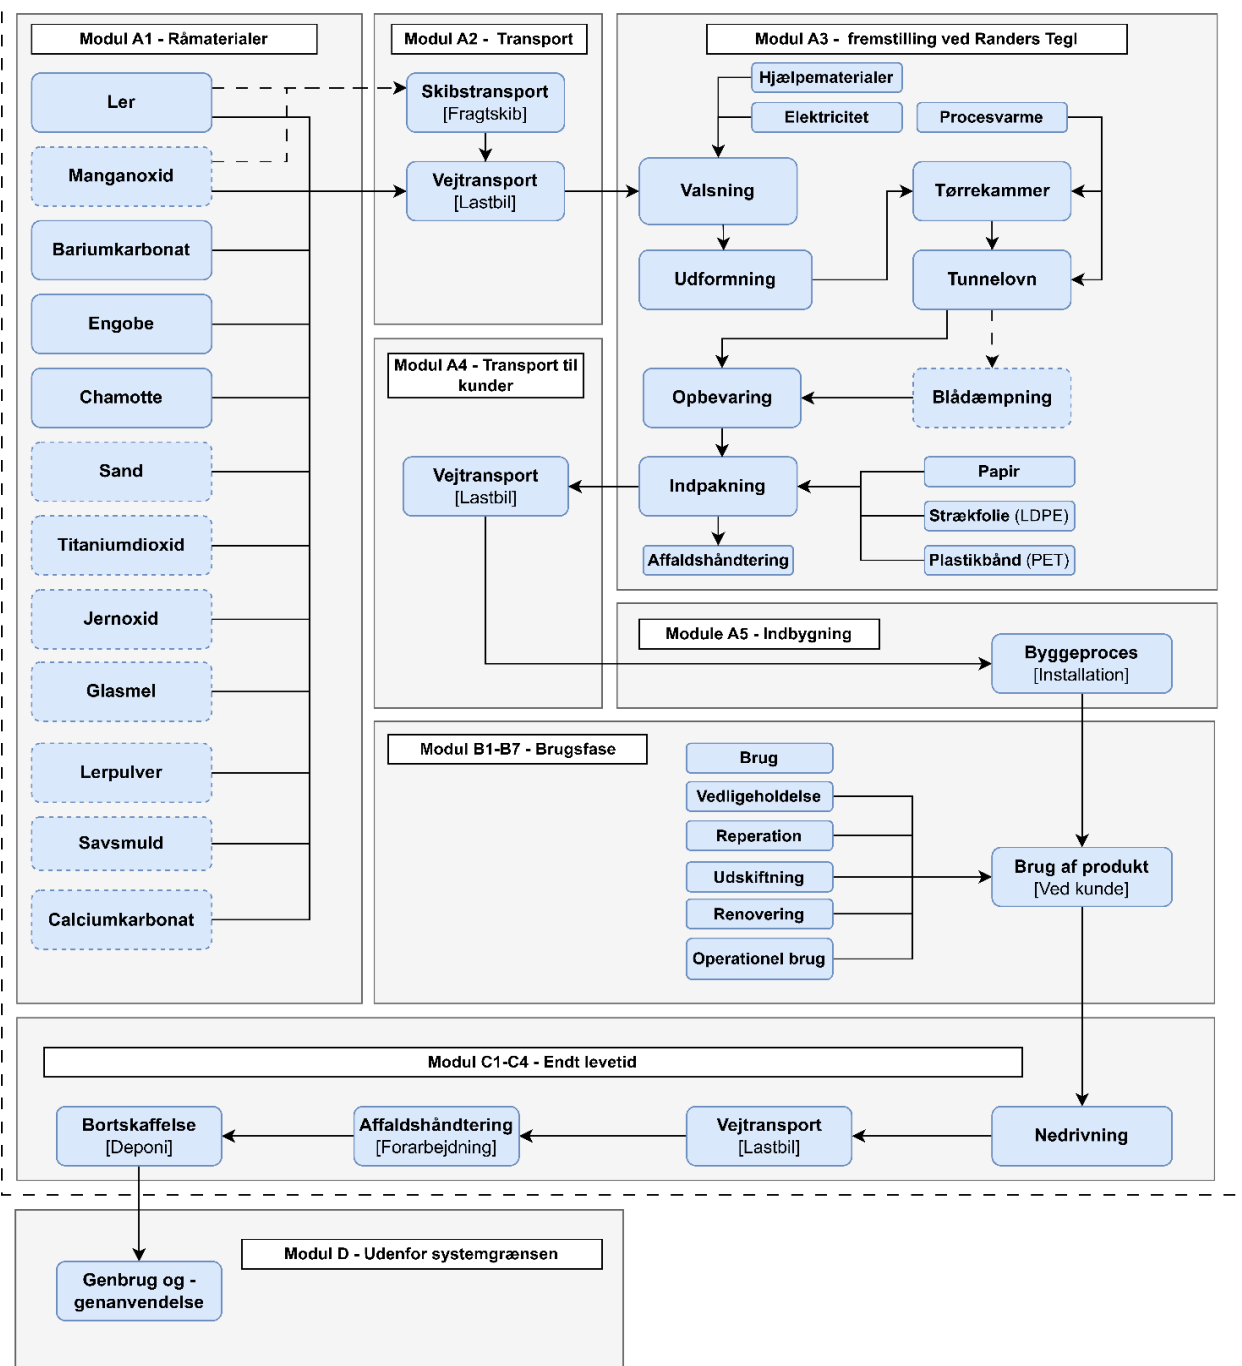 Modul A1 - Råmaterialer
Ler
Manganoxid
Bariumkarbonat
Engobe
Chamotte
Sand
Titaniumdioxid
Jernoxid
Glasmel
Lerpulver
Savsmuld
Calciumkarbonat
Modul A2 - Transport
Skibstransport
[Fragtskib]
Vejtransport
[Lastbil]
Modul A3 - fremstilling ved Randers Tegl
Hjælpematerialer
Elektricitet
Procesvarme
Valsning
Tørrekammer
Udformning
Tunnelovn
Opbevaring
Blådæmpning
Indpakning
Papir
Strækfolie (LDPE)
Plastikbånd (PET)
Affaldshåndtering
Modul A4 - Transport til
kunder
Vejtransport
[Lastbil]
Module A5 - Indbygning
Byggeproces
[Installation]
Modul B1-B7 - Brugsfase
Brug
Vedligeholdelse
Reperation
Udskiftning
Renovering
Operationel brug
Brug af produkt
[Ved kunde]
Modul C1-C4 - Endt levetid
Bortskaffelse
[Deponi]
Affaldshåndtering
[Forarbejdning]
Vejtransport
[Lastbil]
Nedrivning
Modul D - Udenfor systemgrænsen
Genbrug og -
genanvendelse